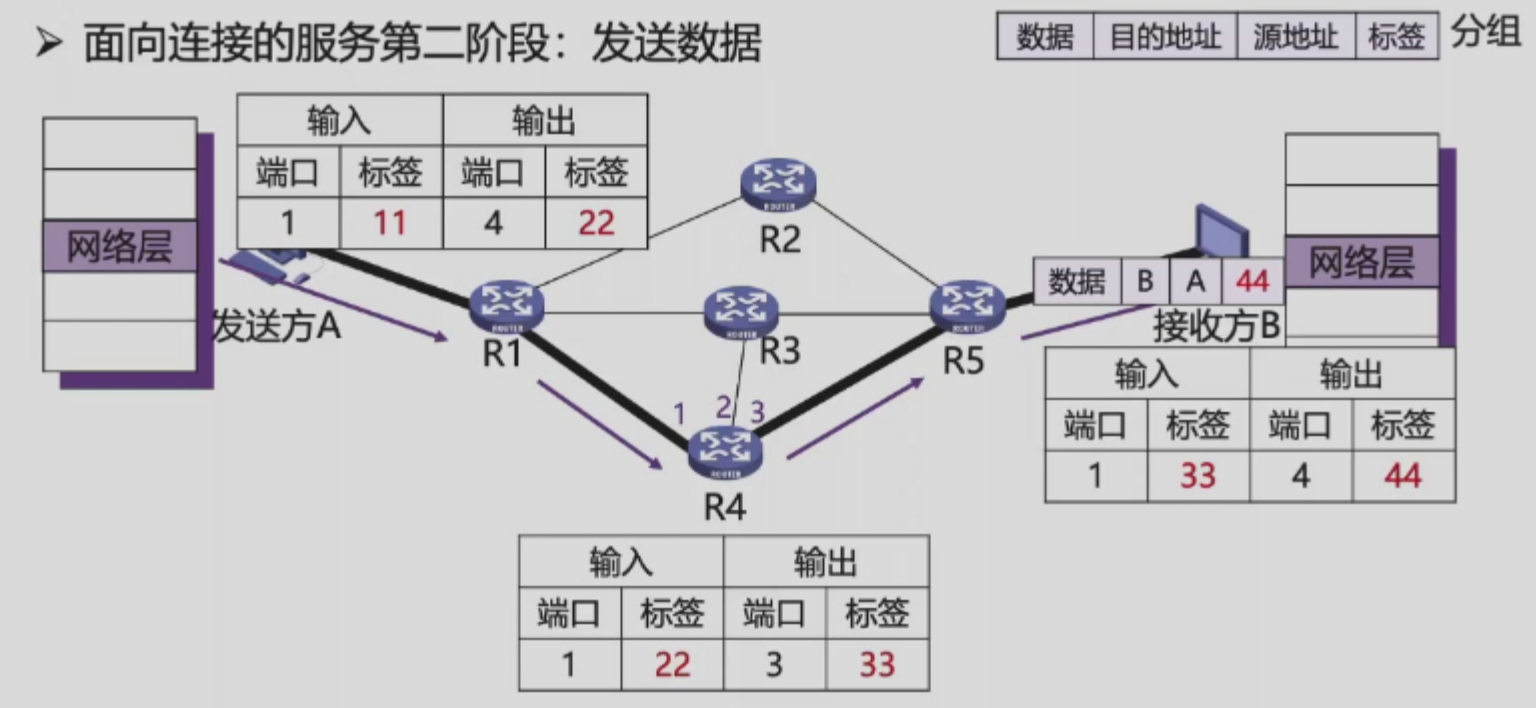 ➢ 面向连接的服务第二阶段：发送数据
数据 目的地址 源地址 标签 分组
输入 输出
端口 标签 端口 标签
1 11 4 22
网络层
发送方A
ROUTER
R1
ROUTER
R2
ROUTER
R3
ROUTER
R5
1 2 3
ROUTER
R4
网络层
数据 B A 44
接收方B
输入 输出
端口 标签 端口 标签
1 33 4 44
输入 输出
端口 标签 端口 标签
1 22 3 33